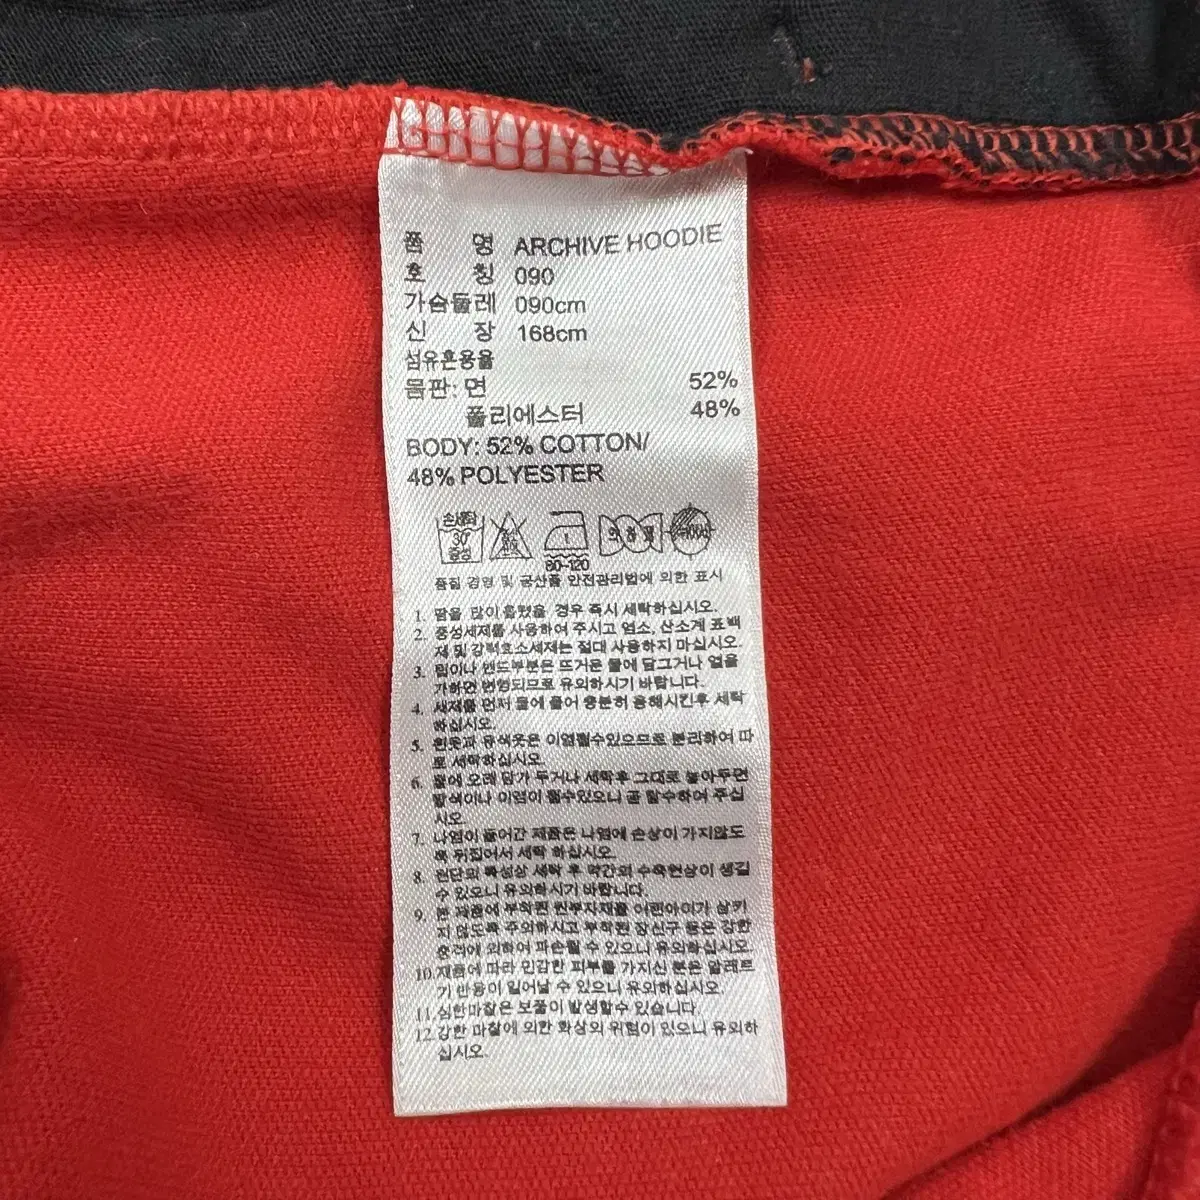 품 명 ARCHIVE HOODIE
호 칭 090
가슴둘레 090cm
신 장 168cm
섬유혼용율
몸판: 면 52%
폴리에스터 48%
BODY: 52% COTTON/
48% POLYESTER
손세탁
30°
중성
80~120
품질 경영 및 공산품 안전관리법에 의한 표시
1. 땀을 많이 흘렸을 경우 즉시 세탁하십시오.
2. 중성세제를 사용하여 주시고 염소, 산소계 표백
제 및 강력효소세제는 절대 사용하지 마십시오.
3. 립이나 밴드부분은 뜨거운 물에 담그거나 열을
가하면 변형되므로 유의하시기 바랍니다.
4. 세제를 먼저 물에 풀어 충분히 용해시킨후 세탁
하십시오.
5. 흰옷과 유색옷은 이염될수있으므로 분리하여 따
로 세탁하십시오.
6. 물에 오래 담가 두거나 세탁후 그대로 놓아두면
탈색이나 이염이 될수있으니 곧 탈수하여 주십
시오.
7. 나염이 들어간 제품은 나염에 손상이 가지않도
록 뒤집어서 세탁 하십시오.
8. 원단의 특성상 세탁 후 약간의 수축현상이 생길
수 있으니 유의하시기 바랍니다.
9. 본 제품에 부착된 원부자재를 어린아이가 삼키
지 않도록 주의하시고 부착된 장신구 등은 강한
충격에 의하여 파손될 수 있으니 유의하십시오.
10. 제품에 따라 민감한 피부를 가지신 분은 알레르
기 반응이 일어날 수 있으니 유의하십시오.
11. 심한마찰은 보풀이 발생할수 있습니다.
12. 강한 마찰에 의한 화상의 위험이 있으니 유의하
십시오.